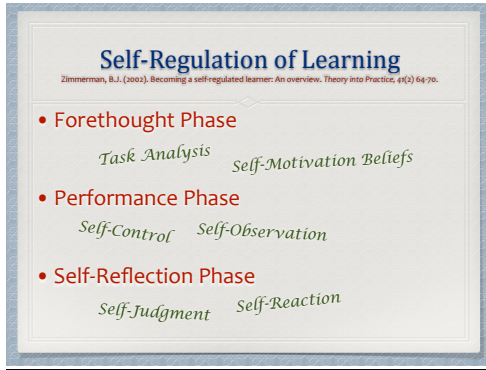 Self-Regulation of Learning
Zimmerman, B.J. (2002). Becoming a self-regulated learner: An overview. Theory into Practice, 41(2) 64-70.
• Forethought Phase
Task Analysis Self-Motivation Beliefs
• Performance Phase
Self-Control Self-Observation
• Self-Reflection Phase
Self-Judgment Self-Reaction